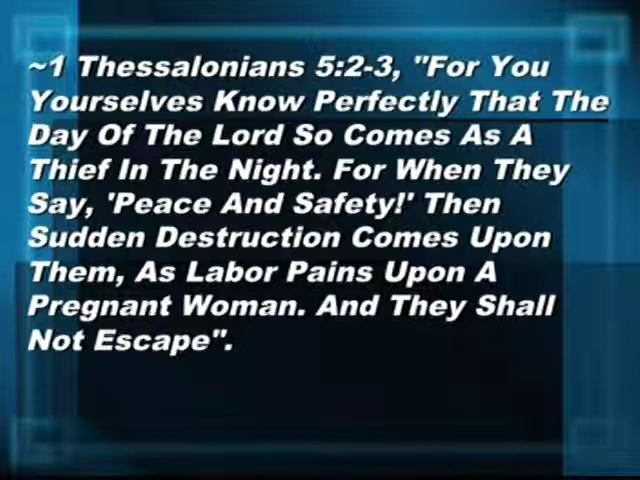 ~1 Thessalonians 5:2-3, "For You
Yourselves Know Perfectly That The
Day Of The Lord So Comes As A
Thief In The Night. For When They
Say, 'Peace And Safety!' Then
Sudden Destruction Comes Upon
Them, As Labor Pains Upon A
Pregnant Woman. And They Shall
Not Escape".